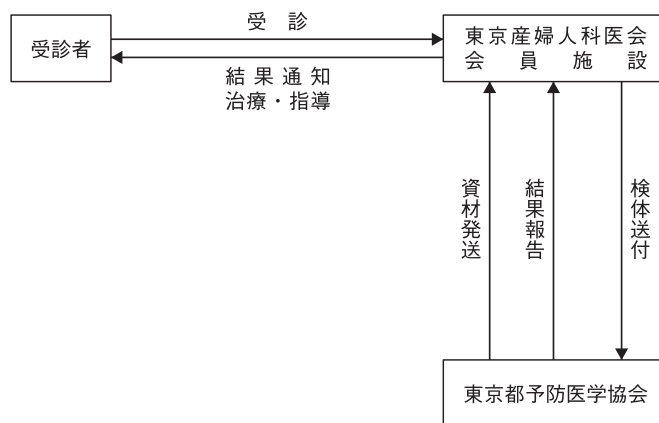 受診
受診者
東京産婦人科医会
会員施設
結果通知
治療・指導
資材発送
結果報告
検体送付
東京都予防医学協会